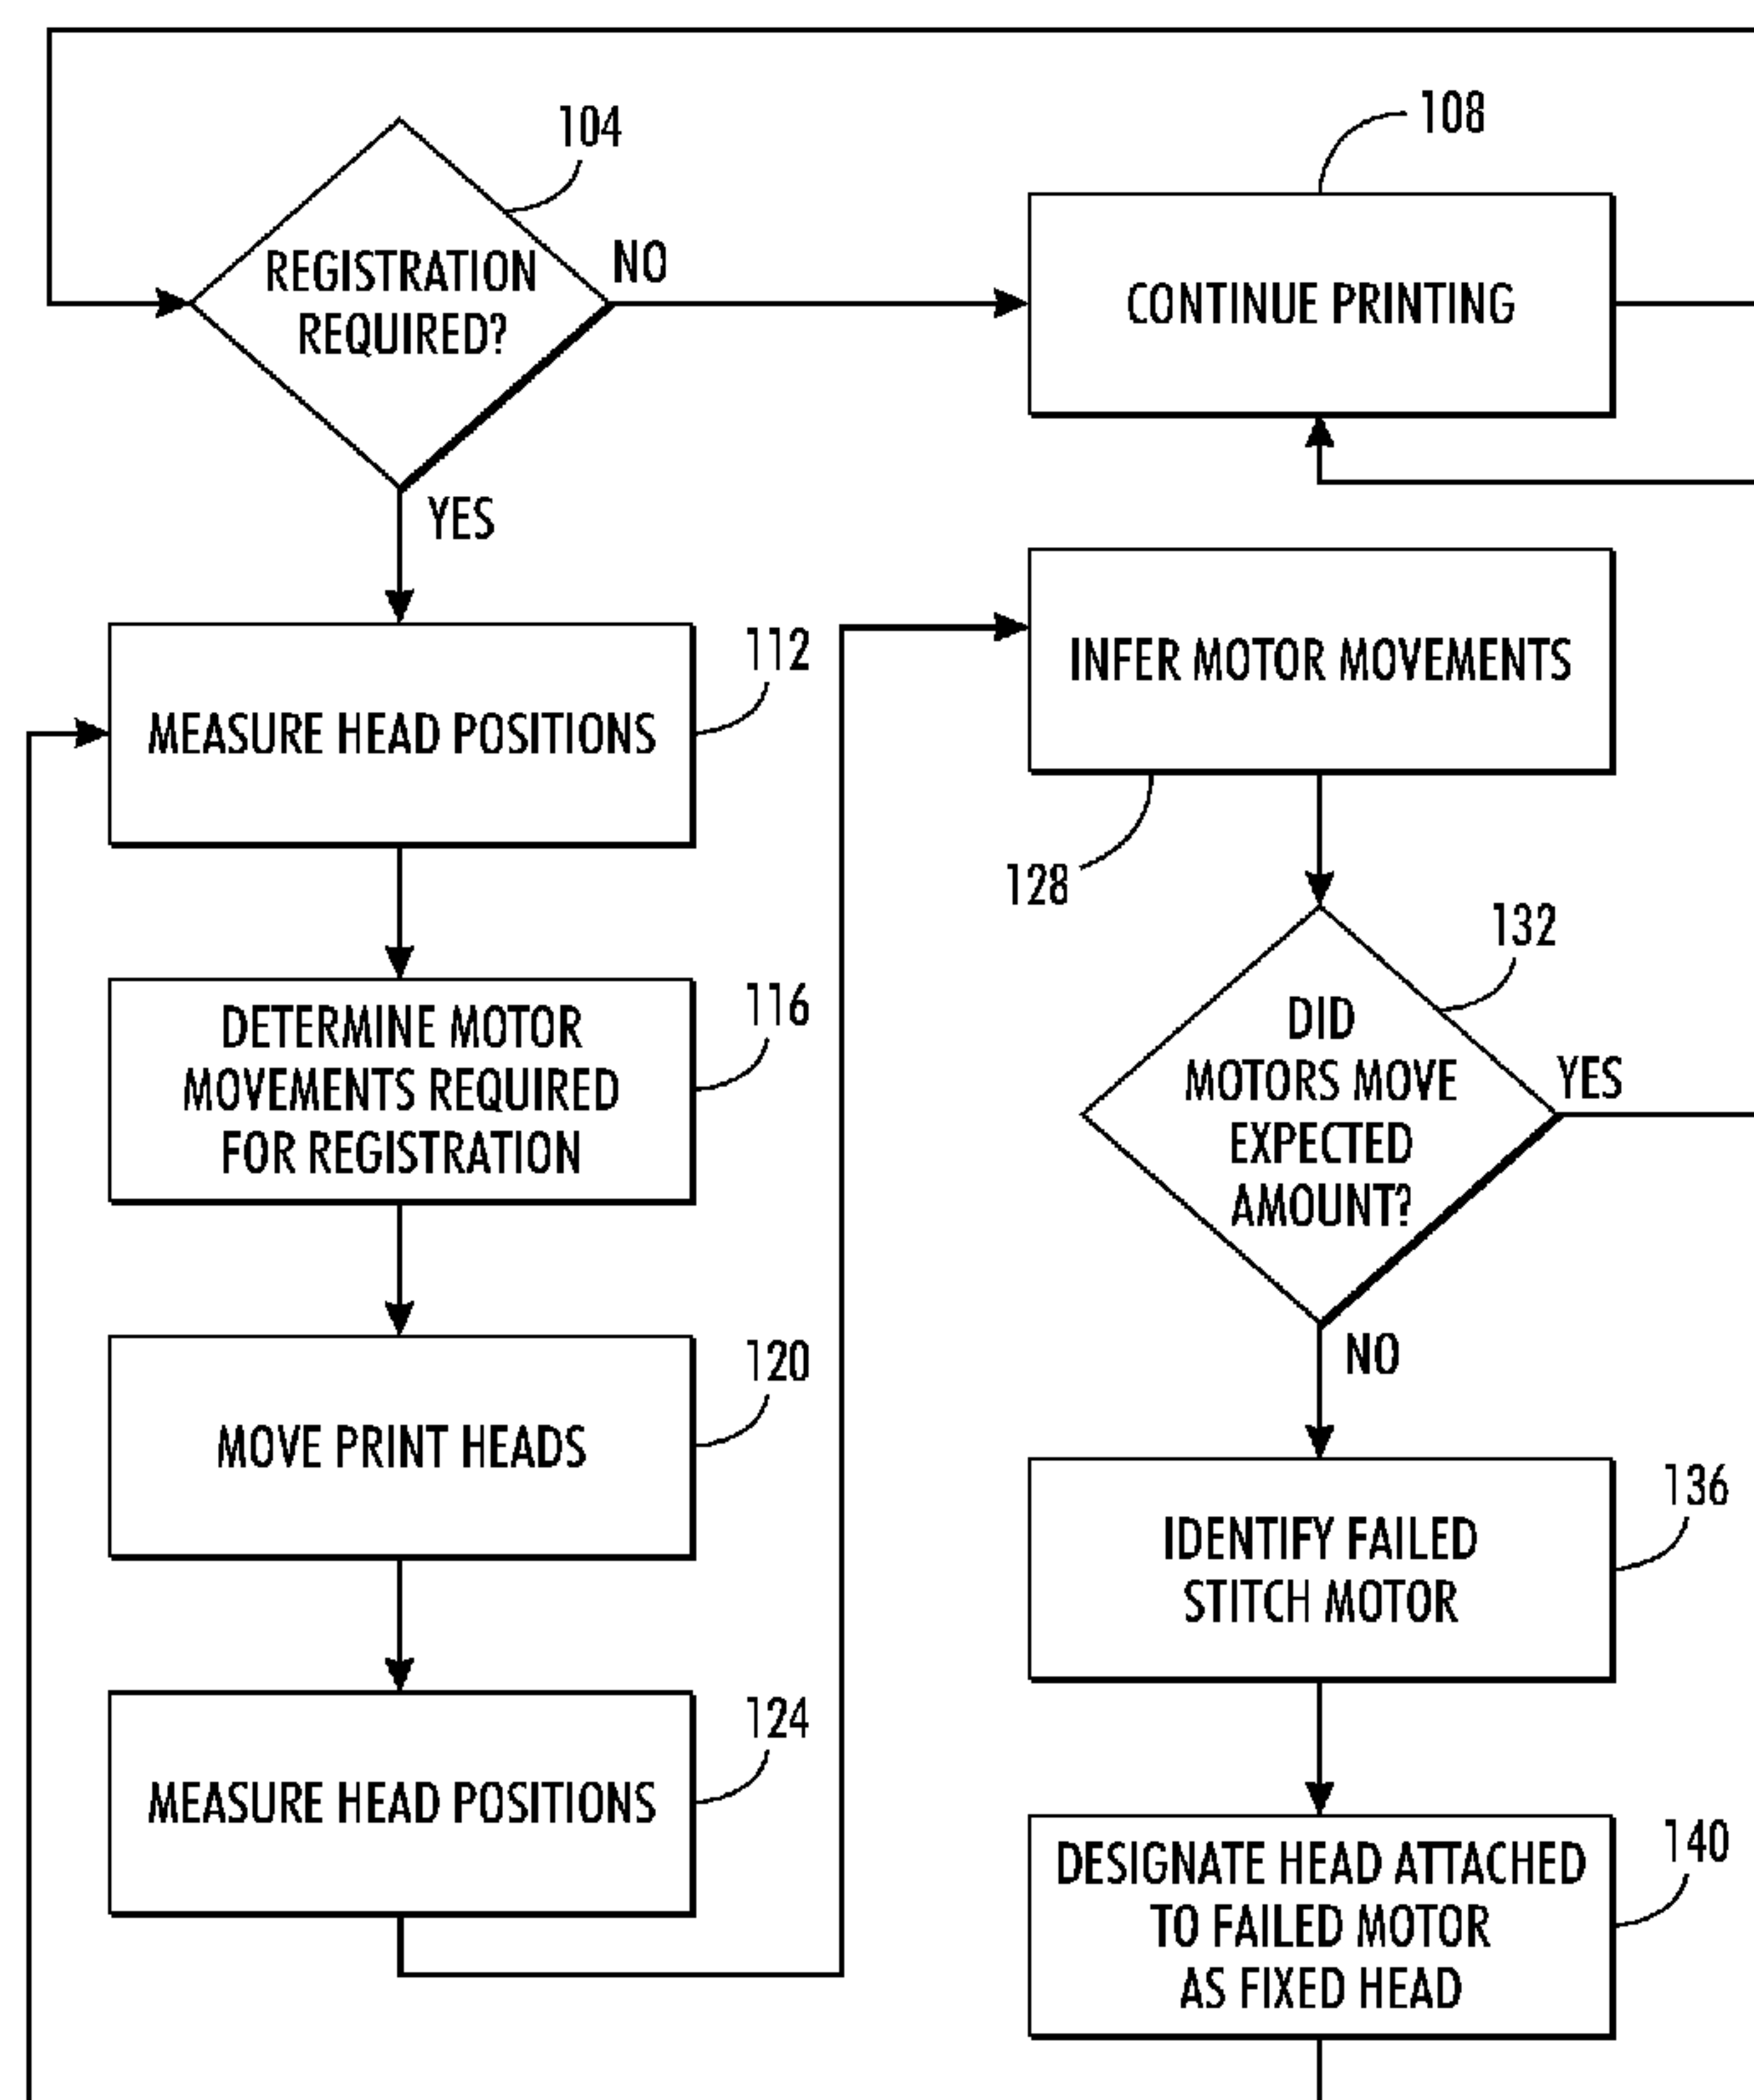 104
REGISTRATION
REQUIRED?
NO
YES
108
CONTINUE PRINTING
112
MEASURE HEAD POSITIONS
116
DETERMINE MOTOR
MOVEMENTS REQUIRED
FOR REGISTRATION
120
MOVE PRINT HEADS
124
MEASURE HEAD POSITIONS
INFER MOTOR MOVEMENTS
128
132
DID
MOTORS MOVE
EXPECTED
AMOUNT?
YES
NO
136
IDENTIFY FAILED
STITCH MOTOR
140
DESIGNATE HEAD ATTACHED
TO FAILED MOTOR
AS FIXED HEAD